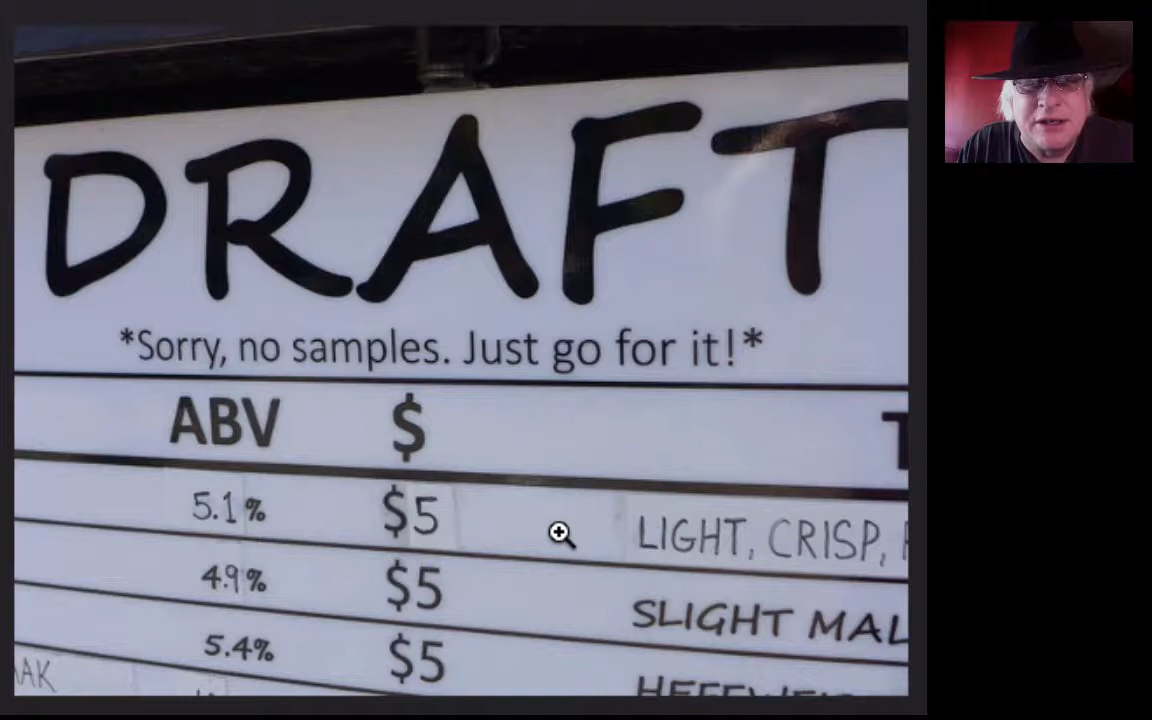 DRAFT
*Sorry, no samples. Just go for it!*
ABV $
5.1% $5 LIGHT, CRISP,
4.9% $5 SLIGHT
5.4% $5